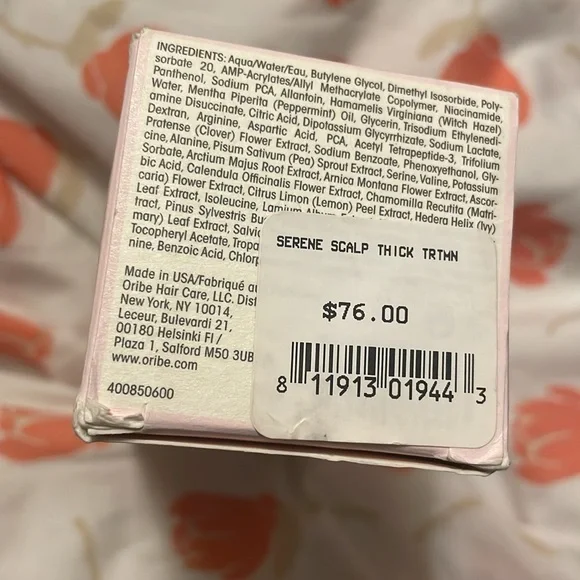 INGREDIENTS: Aqua/Water/Eau, Butylene Glycol, Dimethyl Isosorbide, Poly-
sorbate 20, AMP-Acrylates/Allyl Methacrylate Copolymer, Niacinamide,
Panthenol, Sodium PCA, Allantoin, Hamamelis Virginiana (Witch Hazel)
Water, Mentha Piperita (Peppermint) Oil, Glycerin, Trisodium Ethylenedi-
amine Disuccinate, Citric Acid, Dipotassium Glycyrrhizate, Sodium Lactate,
Dextran, Arginine, Aspartic Acid, PCA, Acetyl Tetrapeptide-3, Trifolium
Pratense (Clover) Flower Extract, Sodium Benzoate, Phenoxyethanol, Gly-
cine, Alanine, Pisum Sativum (Pea) Sprout Extract, Serine, Valine, Potassium
Sorbate, Arctium Majus Root Extract, Arnica Montana Flower Extract, Ascor-
bic Acid, Calendula Officinalis Flower Extract, Chamomilla Recutita (Matri-
caria) Flower Extract, Citrus Limon (Lemon) Peel Extract, Hedera Helix (Ivy)
Leaf Extract, Isoleucine, Lamium Album
tract, Pinus Sylvestris Bu
mary) Leaf Extract, Salvi
Tocopheryl Acetate, Tropa
nine, Benzoic Acid, Chlorp
Made in USA/Fabriqué au
Oribe Hair Care, LLC. Dist
New York, NY 10014,
Leceur, Bulevardi 21,
00180 Helsinki FI /
Plaza 1, Salford M50 3UB
www.oribe.com
400850600
SERENE SCALP THICK TRTMN
$76.00
8 11913 01944 3